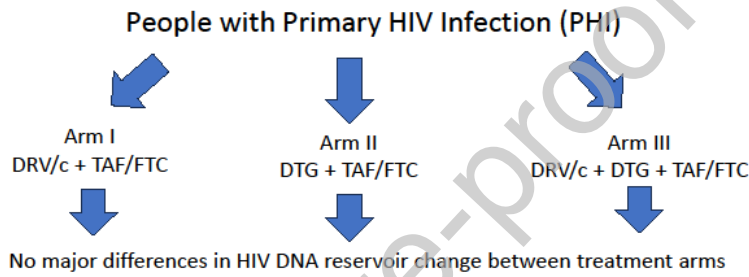 People with Primary HIV Infection (PHI)
Arm I
DRV/c + TAF/FTC
Arm II
DTG + TAF/FTC
Arm III
DRV/c + DTG + TAF/FTC
No major differences in HIV DNA reservoir change between treatment arms